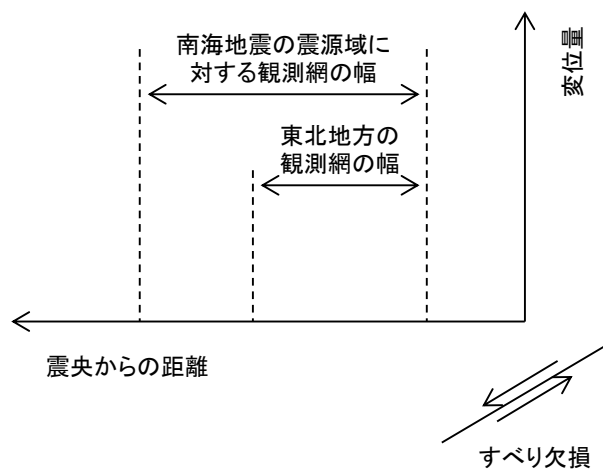 南海地震の震源域に
対する観測網の幅
変位量
東北地方の
観測網の幅
震央からの距離
すべり欠損